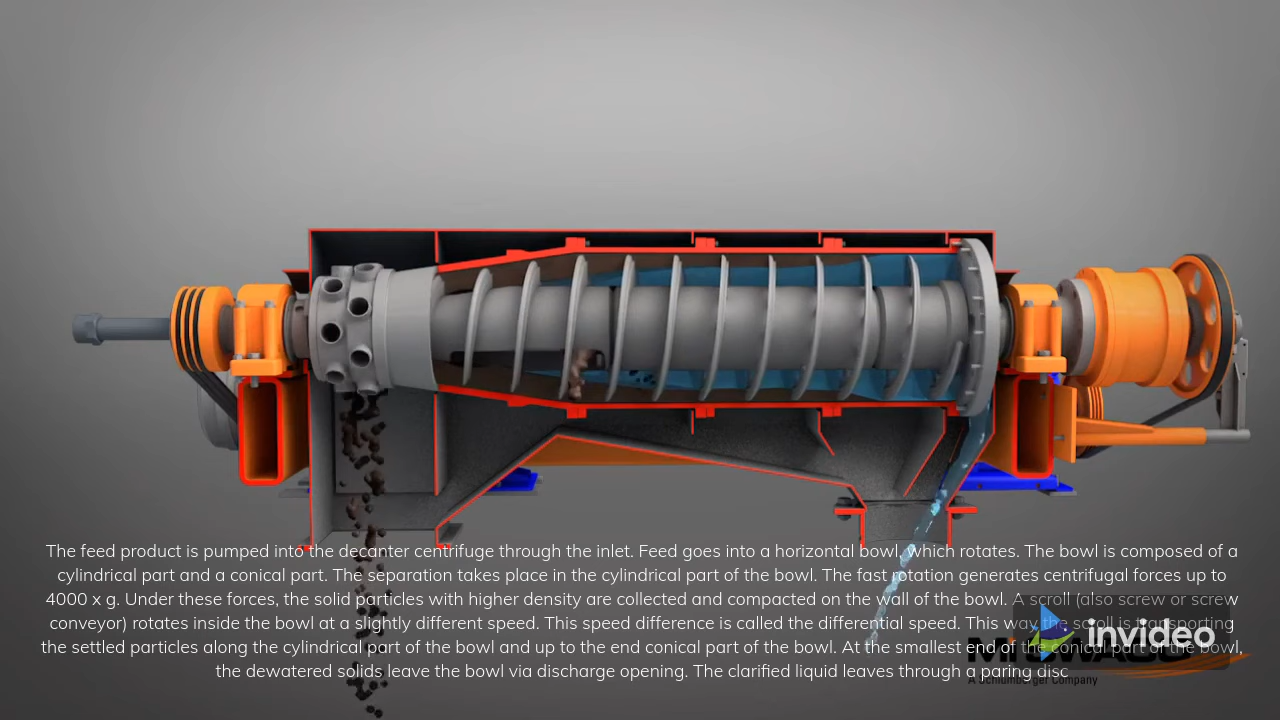 The feed product is pumped into the decanter centrifuge through the inlet. Feed goes into a horizontal bowl, which rotates. The bowl is composed of a
cylindrical part and a conical part. The separation takes place in the cylindrical part of the bowl. The fast rotation generates centrifugal forces up to
4000 x g. Under these forces, the solid particles with higher density are collected and compacted on the wall of the bowl. A scroll (also screw or screw
conveyor) rotates inside the bowl at a slightly different speed. This speed difference is called the differential speed. This way the scroll is transporting
the settled particles along the cylindrical part of the bowl and up to the end conical part of the bowl. At the smallest end of the conical part of the bowl,
the dewatered solids leave the bowl via discharge opening. The clarified liquid leaves through a paring disc
invideo
A Schlumberger Company